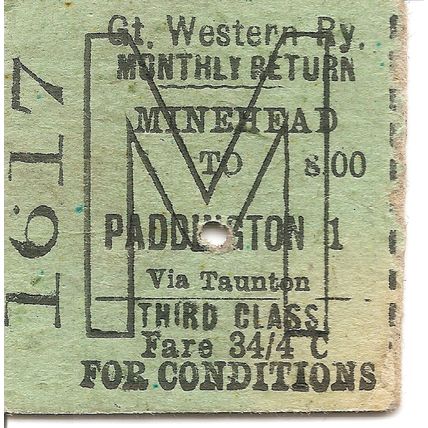 Gt. Western Ry.
MONTHLY RETURN
MINEHEAD
TO 8.00
PADDINGTON 1
Via Taunton
THIRD CLASS
Fare 34/4 C
FOR CONDITIONS
1617
M